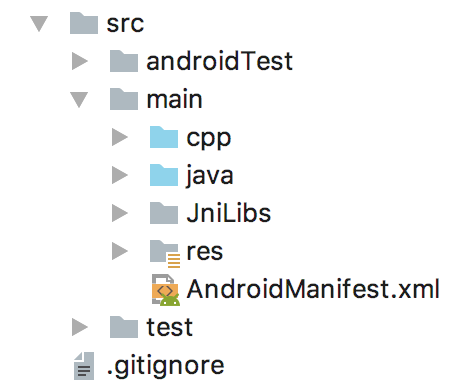 src
androidTest
main
cpp
java
JniLibs
res
AndroidManifest.xml
test
.gitignore